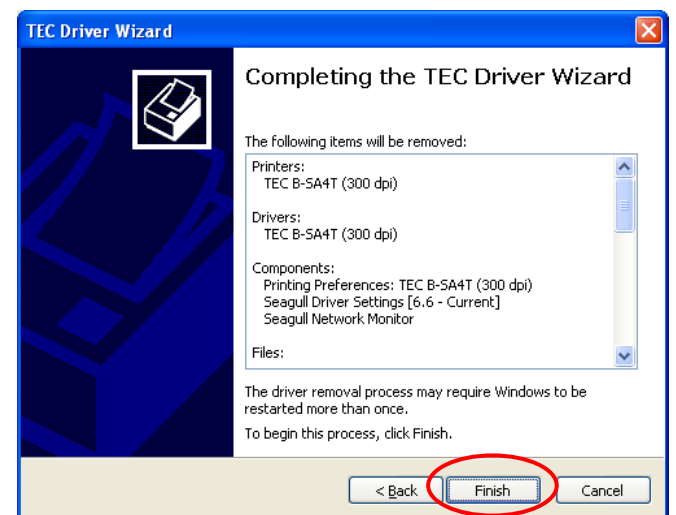 TEC Driver Wizard
Completing the TEC Driver Wizard
The following items will be removed:
Printers:
TEC B-SA4T (300 dpi)
Drivers:
TEC B-SA4T (300 dpi)
Components:
Printing Preferences: TEC B-SA4T (300 dpi)
Seagull Driver Settings [6.6 - Current]
Seagull Network Monitor
Files:
The driver removal process may require Windows to be
restarted more than once.
To begin this process, click Finish.
< Back Finish Cancel